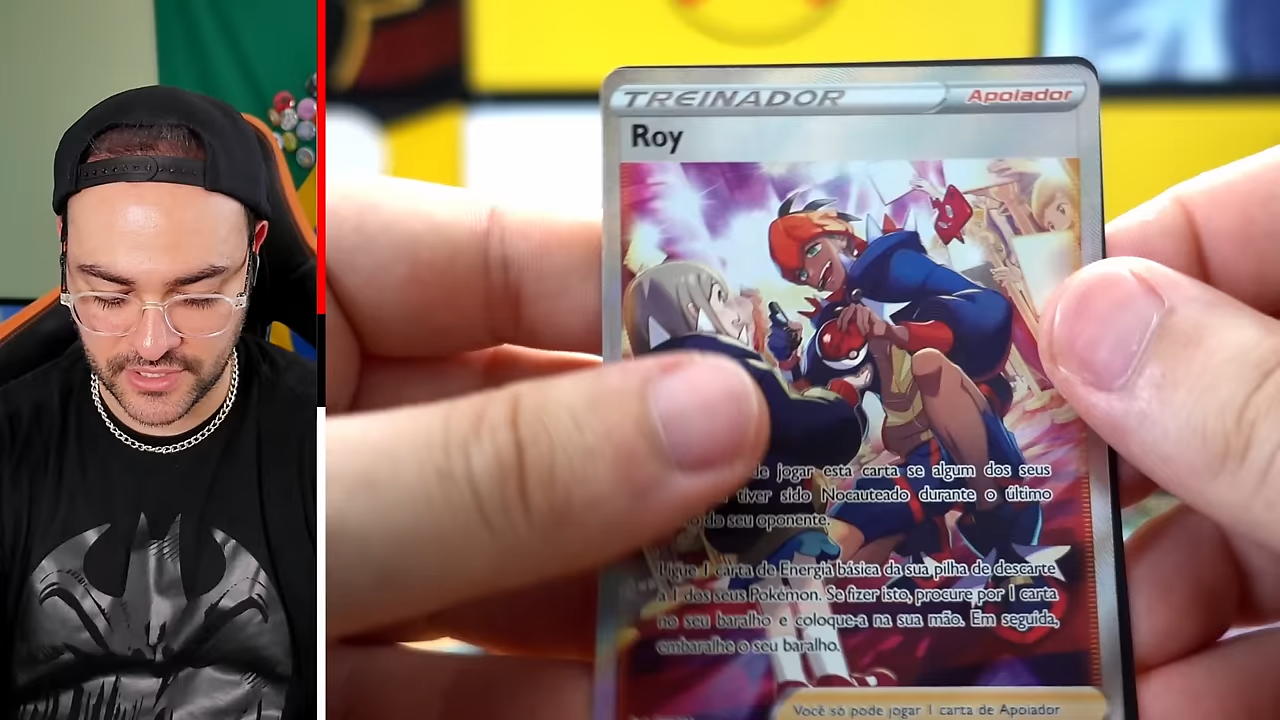 TREINADOR
Apoiador
Roy
de jogar esta carta se algum dos seus
tiver sido Nocauteado durante o último
do seu oponente.
Ligue 1 carta de Energia básica da sua pilha de descarte
a 1 dos seus Pokémon. Se fizer isto, procure por 1 carta
no seu baralho e coloque-a na sua mão. Em seguida,
embaralhe o seu baralho.
Você só pode jogar 1 carta de Apoiador